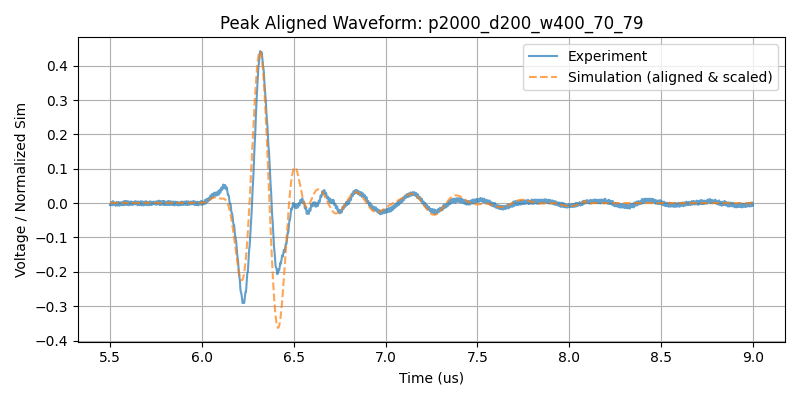 Peak Aligned Waveform: p2000_d200_w400_70_79
Experiment
Simulation (aligned & scaled)
Voltage / Normalized Sim
0.4
0.3
0.2
0.1
0.0
−0.1
−0.2
−0.3
−0.4
5.5 6.0 6.5 7.0 7.5 8.0 8.5 9.0
Time (us)